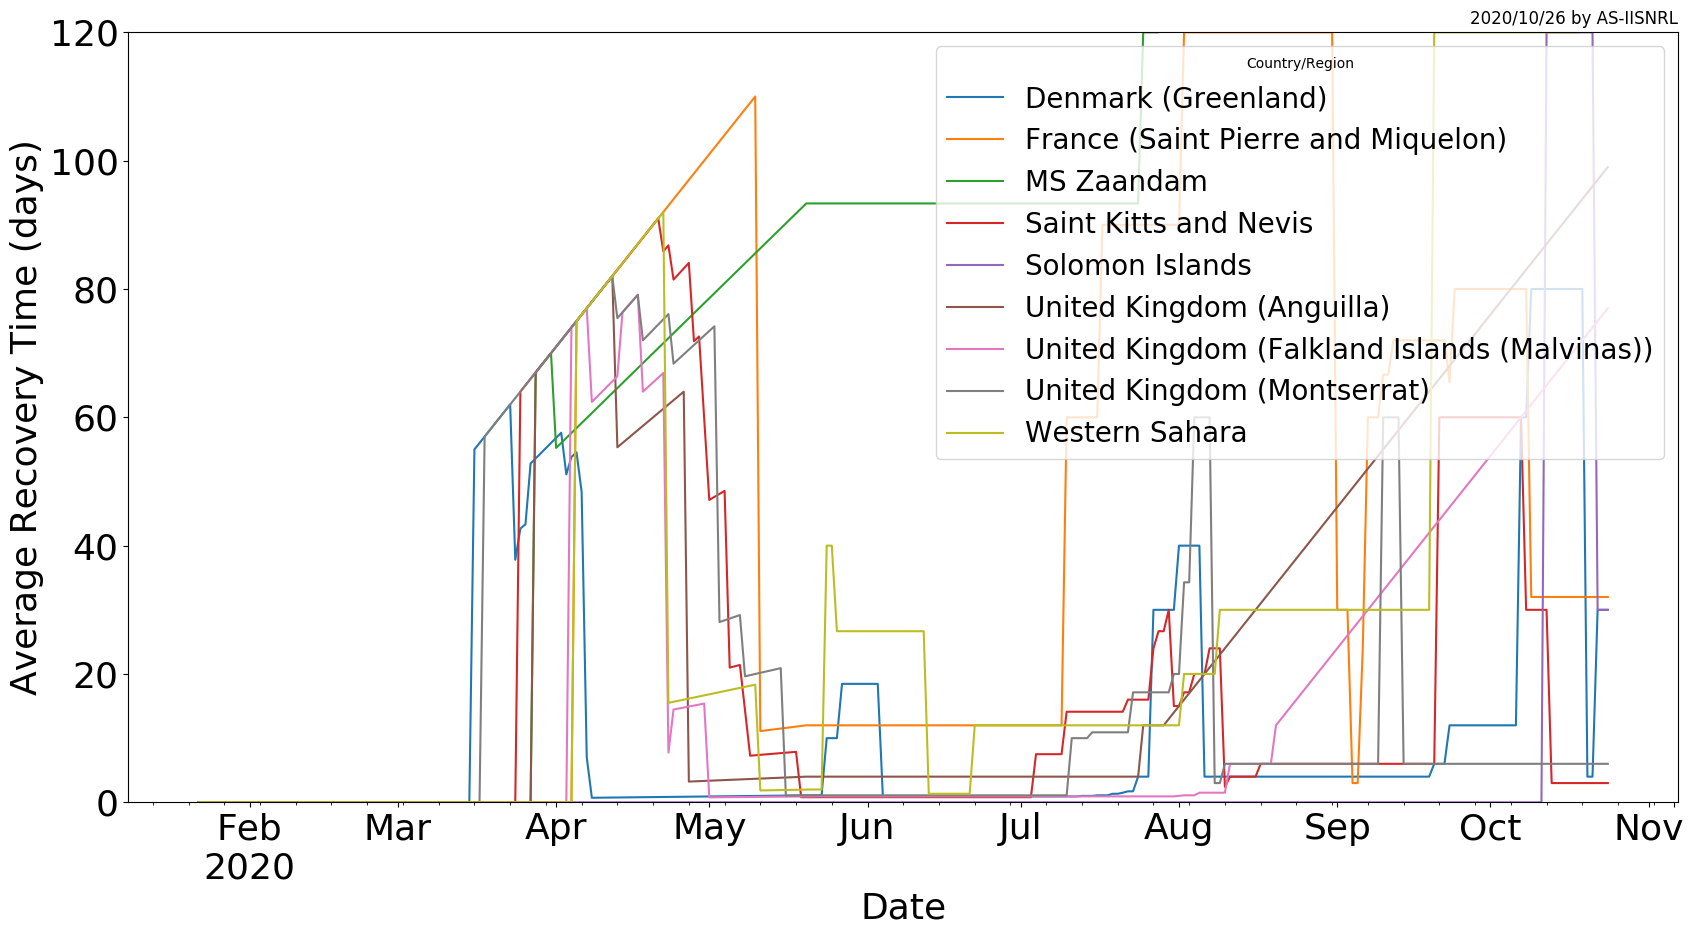 2020/10/26 by AS-IISNRL
120
100
80
60
40
20
0
Average Recovery Time (days)
Country/Region
Denmark (Greenland)
France (Saint Pierre and Miquelon)
MS Zaandam
Saint Kitts and Nevis
Solomon Islands
United Kingdom (Anguilla)
United Kingdom (Falkland Islands (Malvinas))
United Kingdom (Montserrat)
Western Sahara
Feb Mar Apr May Jun Jul Aug Sep Oct Nov
2020
Date